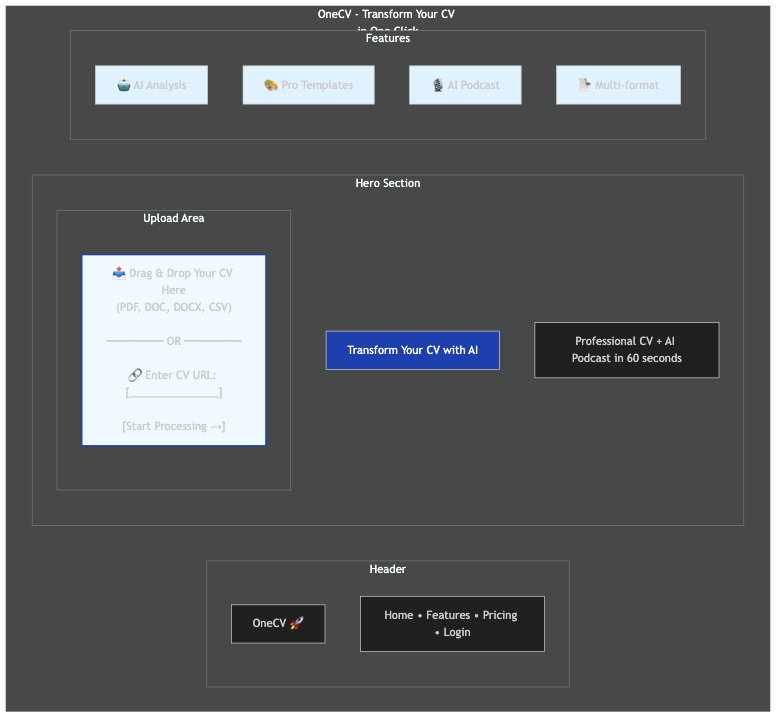 OneCV - Transform Your CV
in One Click
Features
🤖 AI Analysis
🎨 Pro Templates
🎙️ AI Podcast
📄 Multi-format
Hero Section
Upload Area
📤 Drag & Drop Your CV
Here
(PDF, DOC, DOCX, CSV)
────────── OR ──────────
🔗 Enter CV URL:
[_______________]
[Start Processing →]
Transform Your CV with AI
Professional CV + AI
Podcast in 60 seconds
Header
OneCV 🚀
Home • Features • Pricing
• Login